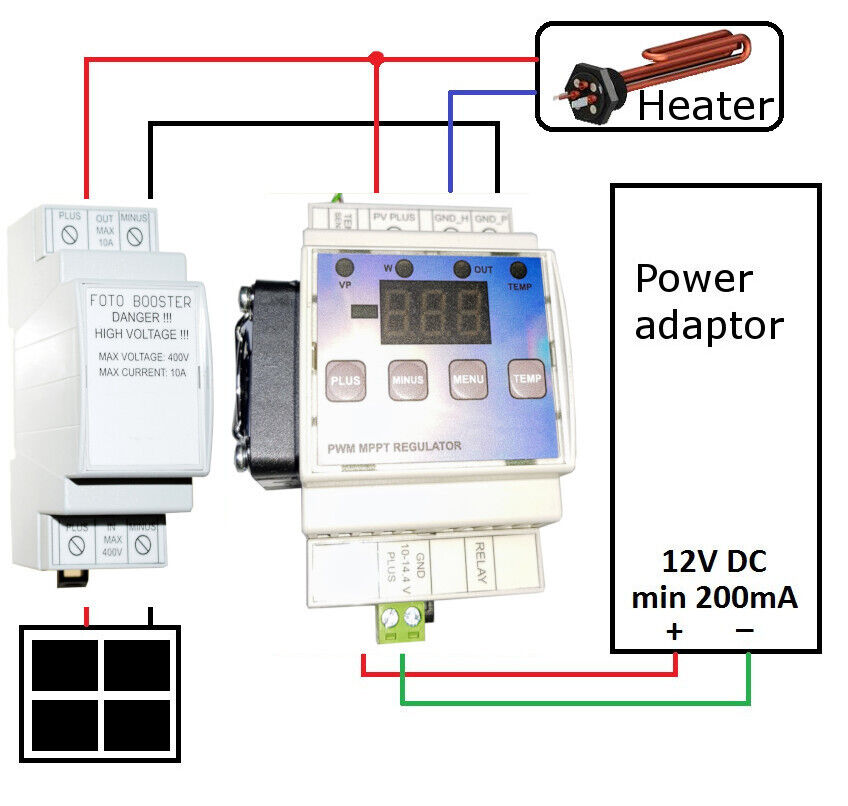 Heater
PLUS
OUT
MAX
10A
MINUS
FOTO BOOSTER
DANGER !!!
HIGH VOLTAGE !!!
MAX VOLTAGE: 400V
MAX CURRENT: 10A
PLUS
IN
MAX
400V
MINUS
PV PLUS
GND_H
GND_P
VP
W
OUT
TEMP
PLUS
MINUS
MENU
TEMP
PWM MPPT REGULATOR
PLUS
10-14.4 V
GND
RELAY
Power
adaptor
12V DC
min 200mA
+
–